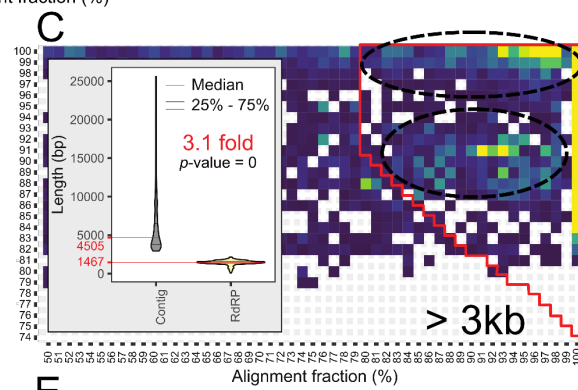 nt fraction (%)
C
100
99
98
97
96
95
94
93
92
91
90
89
88
87
86
85
84
83
82
81
80
79
78
77
76
75
74
Length (bp)
25000
20000
15000
10000
5000
4505
1467
0
Median
25% - 75%
3.1 fold
p-value = 0
Contig
RdRP
> 3kb
50 51 52 53 54 55 56 57 58 59 60 61 62 63 64 65 66 67 68 69 70 71 72 73 74 75 76 77 78 79 80 81 82 83 84 85 86 87 88 89 90 91 92 93 94 95 96 97 98 99 100
Alignment fraction (%)